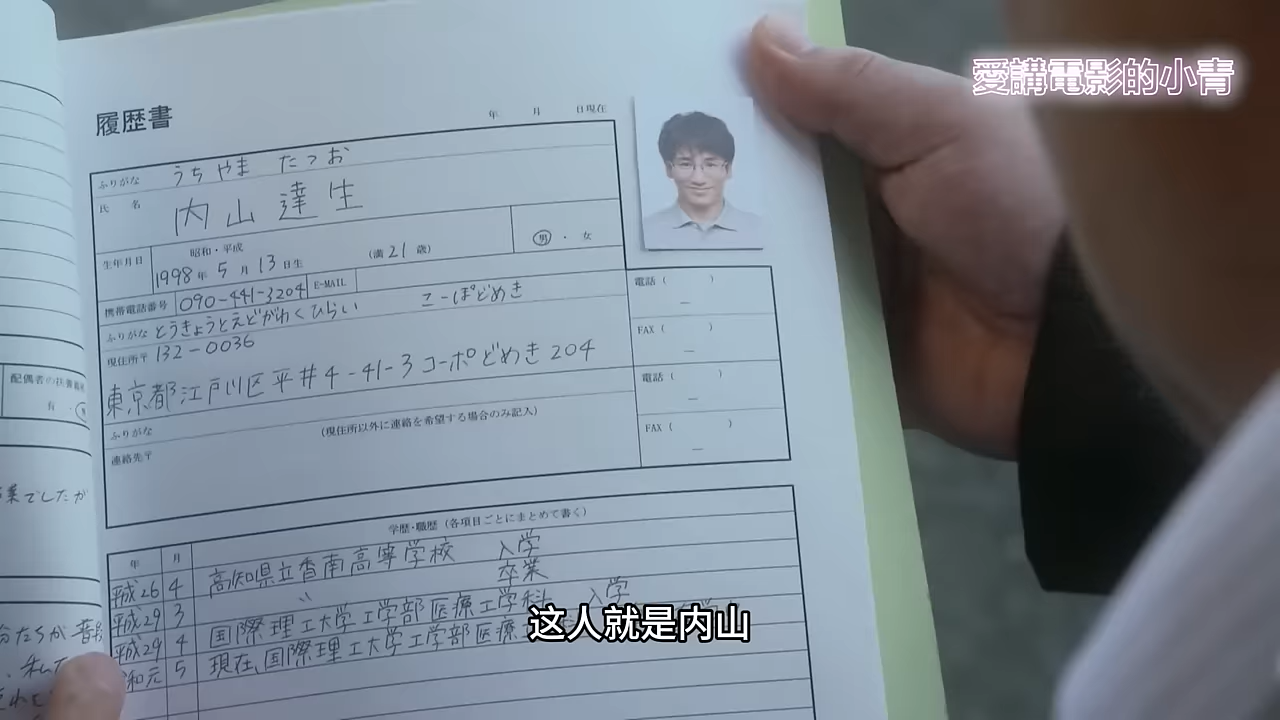 愛講電影的小青
履歴書
年 月 日現在
ふりがな うちやま たつお
氏 名 内山達生
生年月日 昭和・平成 1998年5月13日生 (満21歳) 男・女
携帯電話番号 090-441-3204 E-MAIL
ふりがな とうきょうとえどがわくひらい こーぽどめき
現住所〒 132-0036
東京都江戸川区平井4-41-3 コーポどめき204
電話( ) ―
FAX( ) ―
ふりがな (現住所以外に連絡を希望する場合のみ記入)
連絡先〒
電話( ) ―
FAX( ) ―
学歴・職歴(各項目ごとにまとめて書く)
年 月
平成26 4 高知県立香南高等学校 入学
平成29 3 〃 卒業
平成29 4 国際理工大学工学部医療工学科 入学
和元 5 現在、国際理工大学工学部医療
有
業でしたが
这人就是内山